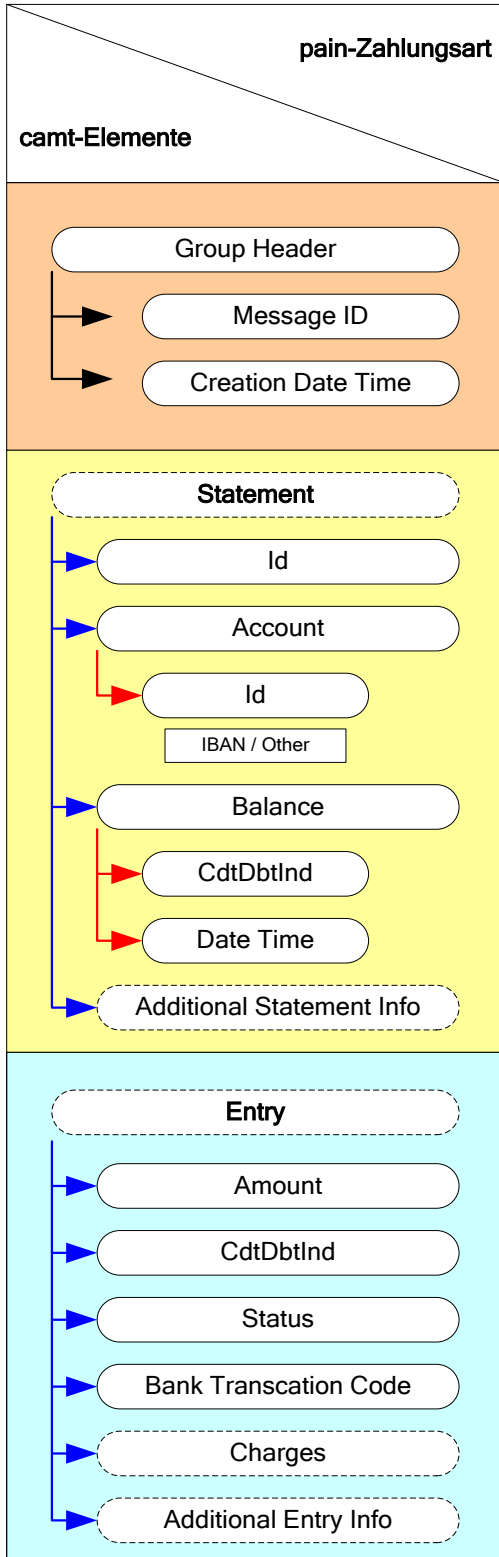 pain-Zahlungsart
camt-Elemente
Group Header
Message ID
Creation Date Time
Statement
Id
Account
Id
IBAN / Other
Balance
CdtDbtInd
Date Time
Additional Statement Info
Entry
Amount
CdtDbtInd
Status
Bank Transcation Code
Charges
Additional Entry Info